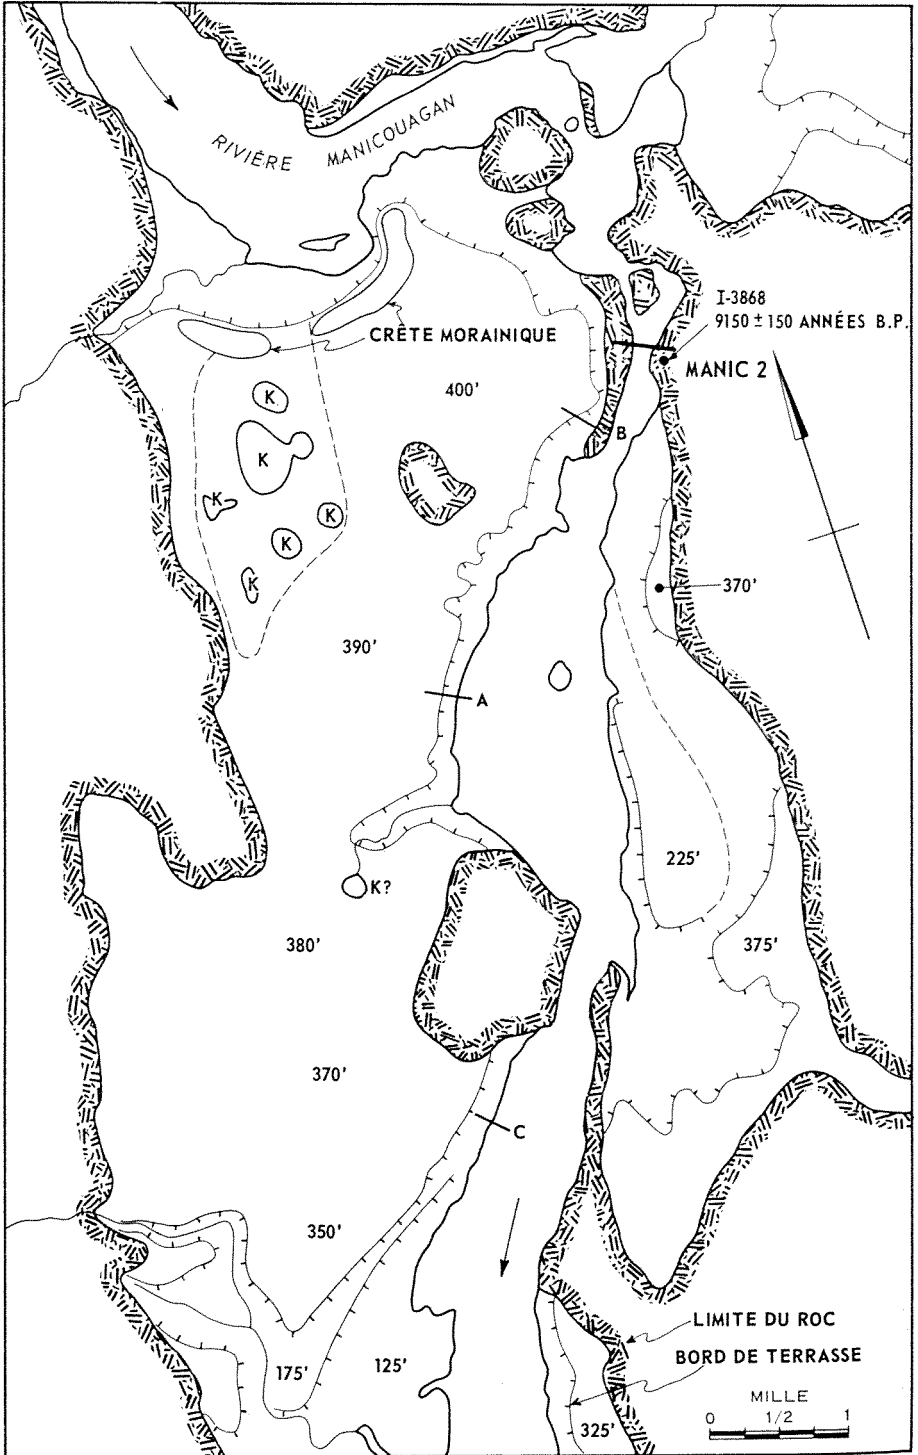 RIVIÈRE MANICOUAGAN
I-3868
9150 ± 150 ANNÉES B.P.
CRÊTE MORAINIQUE
MANIC 2
400'
K
B
K
K
K
K
370'
K
390'
A
225'
K?
380'
375'
370'
C
350'
LIMITE DU ROC
BORD DE TERRASSE
175'
125'
MILLE
0 1/2 1
325'